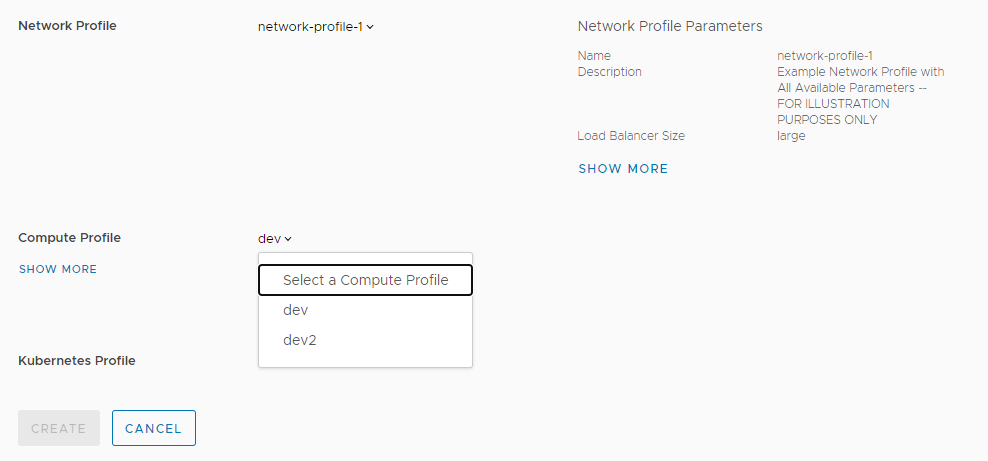 Network Profile
network-profile-1
Network Profile Parameters
Name network-profile-1
Description Example Network Profile with
All Available Parameters --
FOR ILLUSTRATION
PURPOSES ONLY
Load Balancer Size large
SHOW MORE
Compute Profile
dev
SHOW MORE
Select a Compute Profile
dev
dev2
Kubernetes Profile
CREATE
CANCEL